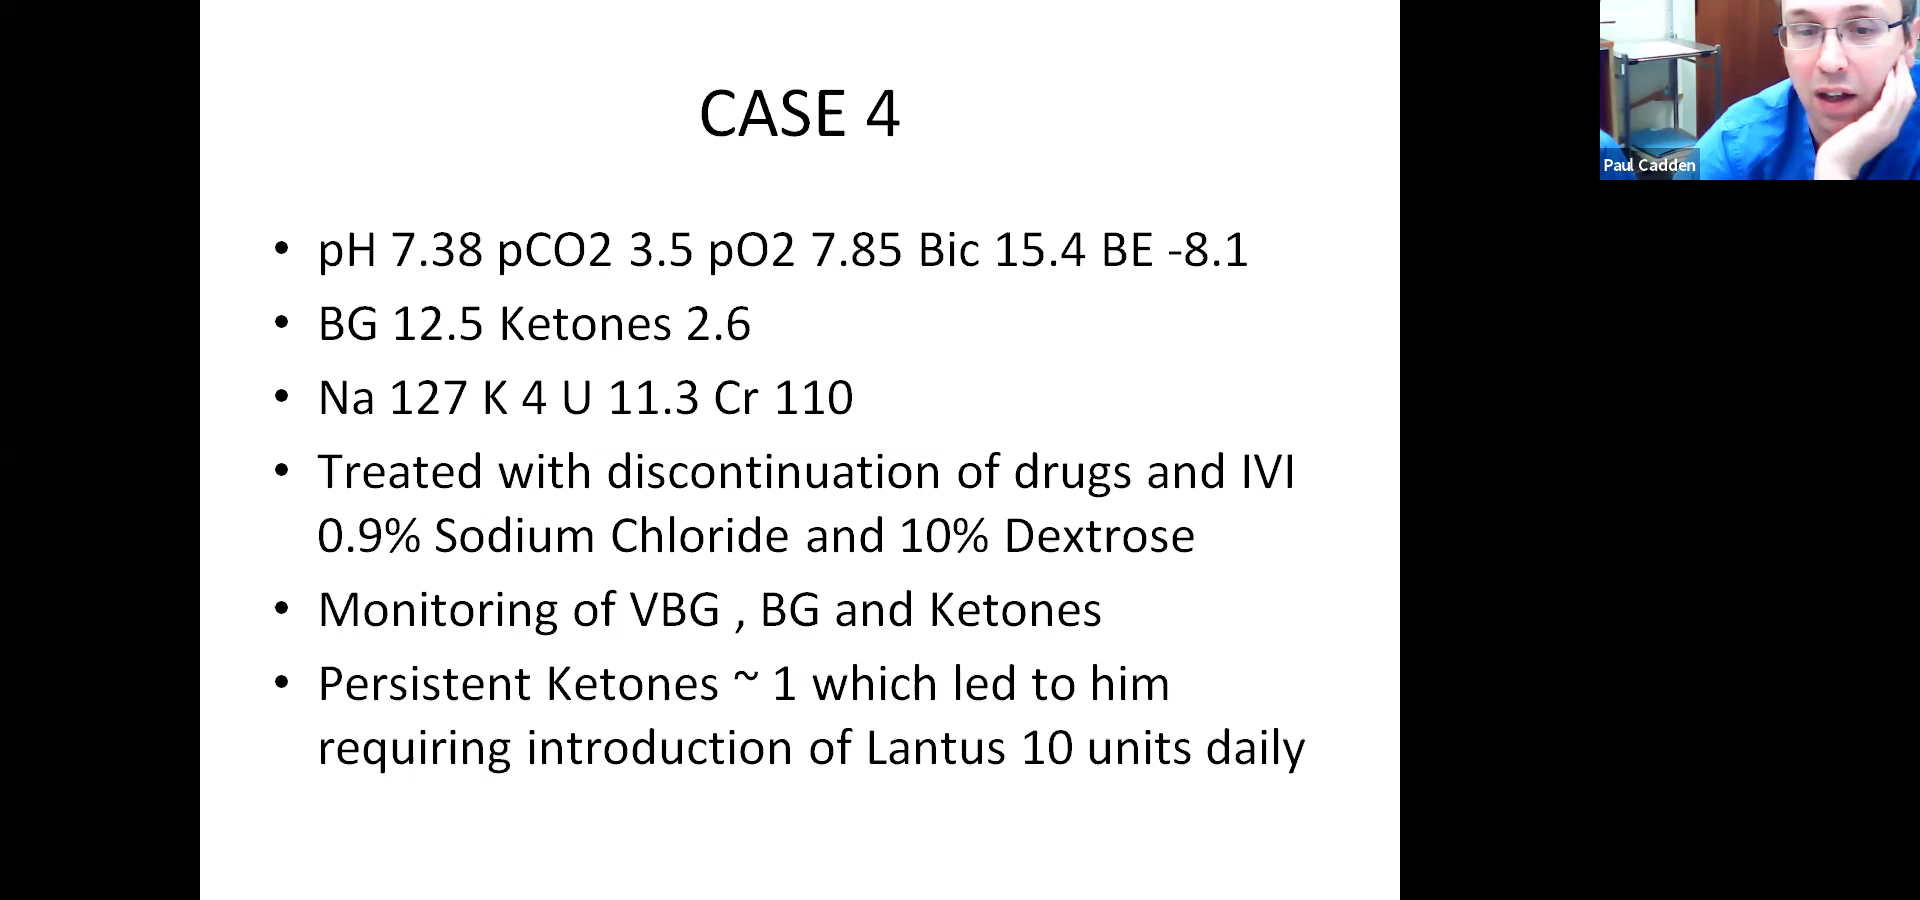 CASE 4
Paul Cadden
• pH 7.38 pCO2 3.5 pO2 7.85 Bic 15.4 BE -8.1
• BG 12.5 Ketones 2.6
• Na 127 K 4 U 11.3 Cr 110
• Treated with discontinuation of drugs and IVI
0.9% Sodium Chloride and 10% Dextrose
• Monitoring of VBG , BG and Ketones
• Persistent Ketones ~ 1 which led to him
requiring introduction of Lantus 10 units daily